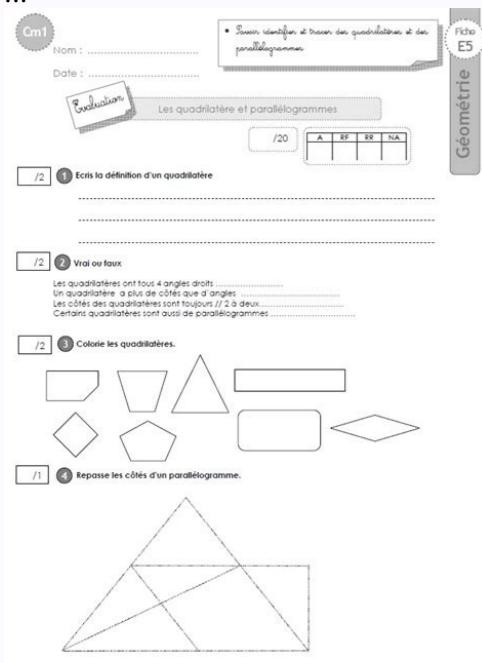 ...
Cm1
• Savoir identifier et tracer des quadrilatères et des
parallélogrammes
Fiche
E5
Géométrie
Nom : ................................
Date : ................................
Evaluation
Les quadrilatère et parallélogrammes
/20
A RF RR NA
/2 1 Ecris la définition d'un quadrilatère
/2 2 Vrai ou faux
Les quadrilatères ont tous 4 angles droits .........................
Un quadrilatère a plus de côtés que d'angles .....................................
Les côtés des quadrilatères sont toujours // 2 à deux...............................
Certains quadrilatères sont aussi de parallélogrammes ...............................
/2 3 Colorie les quadrilatères.
/1 4 Repasse les côtés d'un parallélogramme.